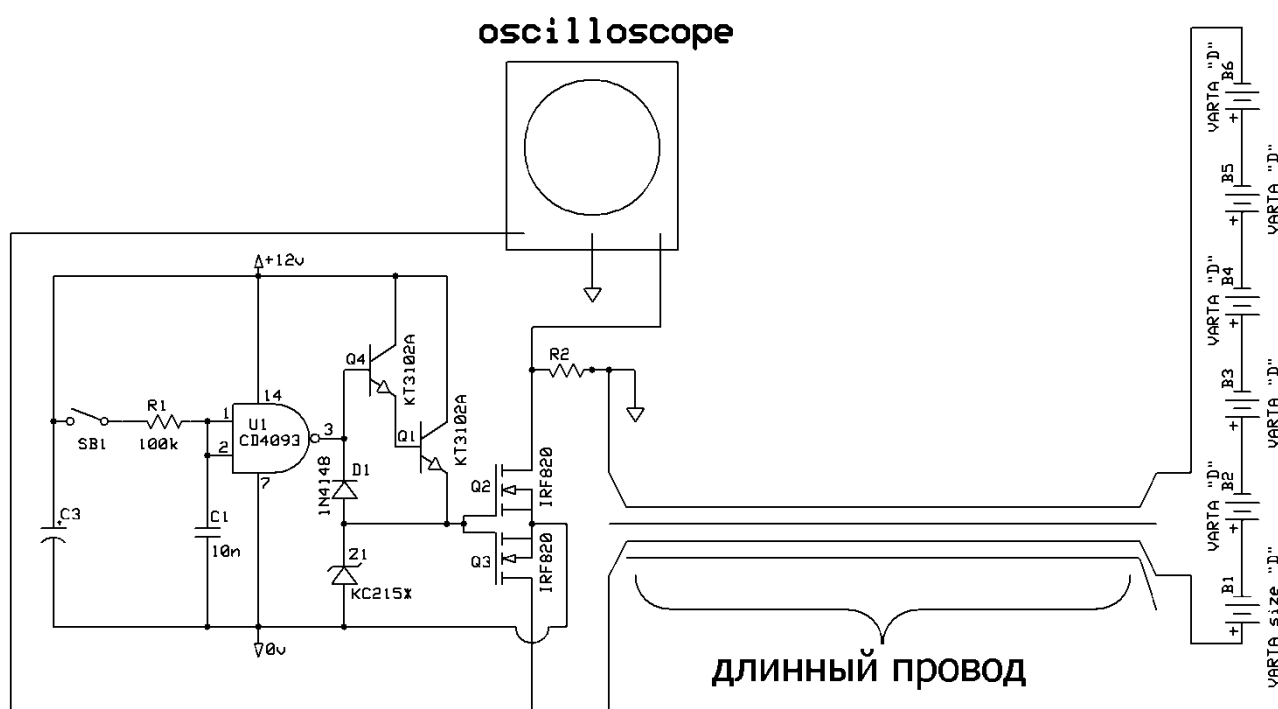 oscilloscope
+12v
Q4
KT3102A
Q1
KT3102A
14
R1
1
U1
3
SB1
100k
2
CD4093
7
1N4148
D1
C3
C1
10n
Z1
KC215Ж
0v
R2
Q2
IRF820
Q3
IRF820
длинный провод
VARTA "D"
B6
B5
VARTA "D"
VARTA "D"
B4
B3
VARTA "D"
VARTA "D"
B2
B1
VARTA size "D"